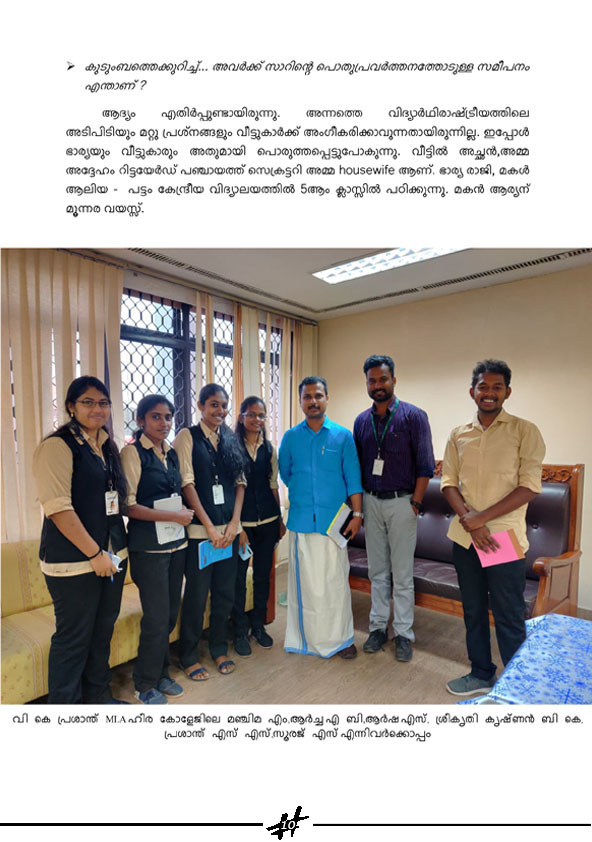 ➢ കുടുംബത്തെക്കുറിച്ച്... അവർക്ക് സാറിന്റെ പൊതുപ്രവർത്തനത്തോടുള്ള സമീപനം
എന്താണ് ?
ആദ്യം എതിർപ്പുണ്ടായിരുന്നു. അന്നത്തെ വിദ്യാർഥിരാഷ്ട്രീയത്തിലെ
അടിപിടിയും മറ്റു പ്രശ്നങ്ങളും വീട്ടുകാർക്ക് അംഗീകരിക്കാവുന്നതായിരുന്നില്ല. ഇപ്പോൾ
ഭാര്യയും വീട്ടുകാരും അതുമായി പൊരുത്തപ്പെട്ടുപോകുന്നു. വീട്ടിൽ അച്ഛൻ,അമ്മ
അദ്ദേഹം റിട്ടയേർഡ് പഞ്ചായത്ത് സെക്രട്ടറി അമ്മ housewife ആണ്. ഭാര്യ രാജി, മകൾ
ആലിയ - പട്ടം കേന്ദ്രീയ വിദ്യാലയത്തിൽ 5ആം ക്ലാസ്സിൽ പഠിക്കുന്നു. മകൻ ആര്യന്
മൂന്നര വയസ്സ്.
വി കെ പ്രശാന്ത് MLA ഹീര കോളേജിലെ മഞ്ചിമ എം,ആർച്ച എ ബി,ആർഷ എസ്. ശ്രീകൃതി കൃഷ്ണൻ ബി കെ,
പ്രശാന്ത് എസ് എസ്,സൂരജ് എസ് എന്നിവർക്കൊപ്പം